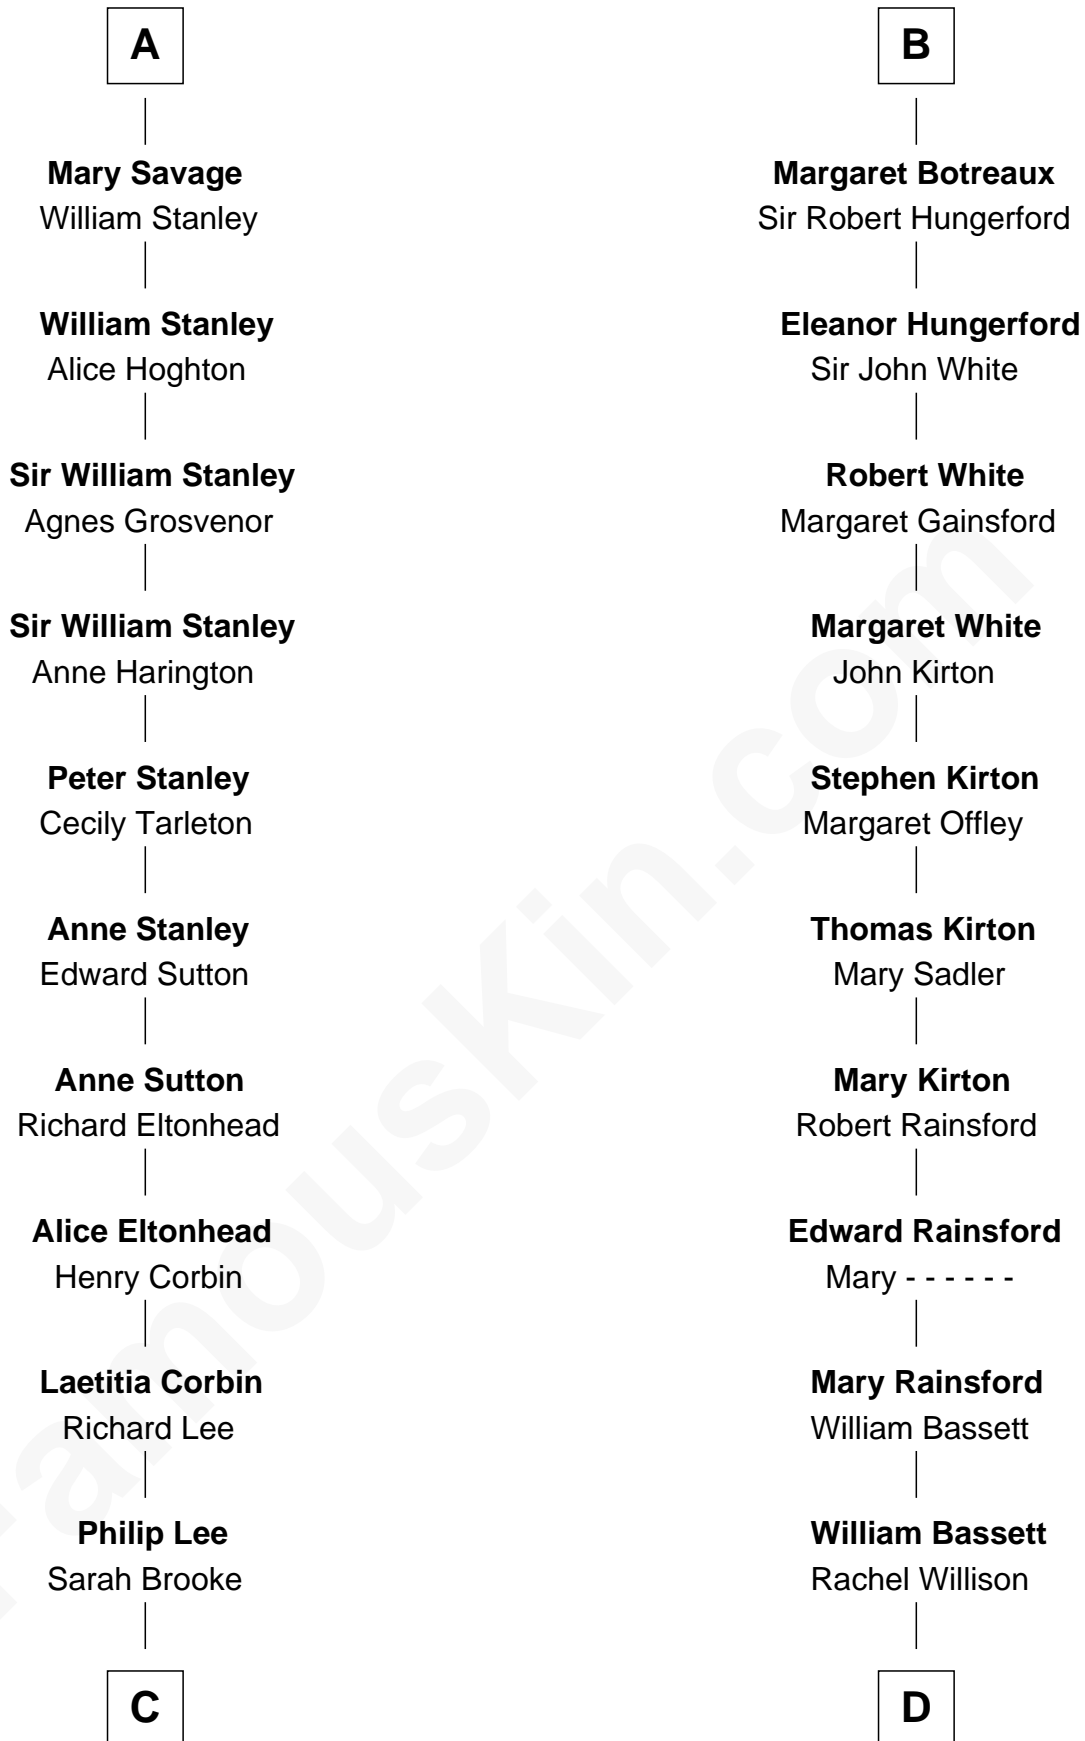 A
Mary Savage
William Stanley
William Stanley
Alice Hoghton
Sir William Stanley
Agnes Grosvenor
Sir William Stanley
Anne Harington
Peter Stanley
Cecily Tarleton
Anne Stanley
Edward Sutton
Anne Sutton
Richard Eltonhead
Alice Eltonhead
Henry Corbin
Laetitia Corbin
Richard Lee
Philip Lee
Sarah Brooke
C
B
Margaret Botreaux
Sir Robert Hungerford
Eleanor Hungerford
Sir John White
Robert White
Margaret Gainsford
Margaret White
John Kirton
Stephen Kirton
Margaret Offley
Thomas Kirton
Mary Sadler
Mary Kirton
Robert Rainsford
Edward Rainsford
Mary - - - - - -
Mary Rainsford
William Bassett
William Bassett
Rachel Willison
D
FamousKin.com